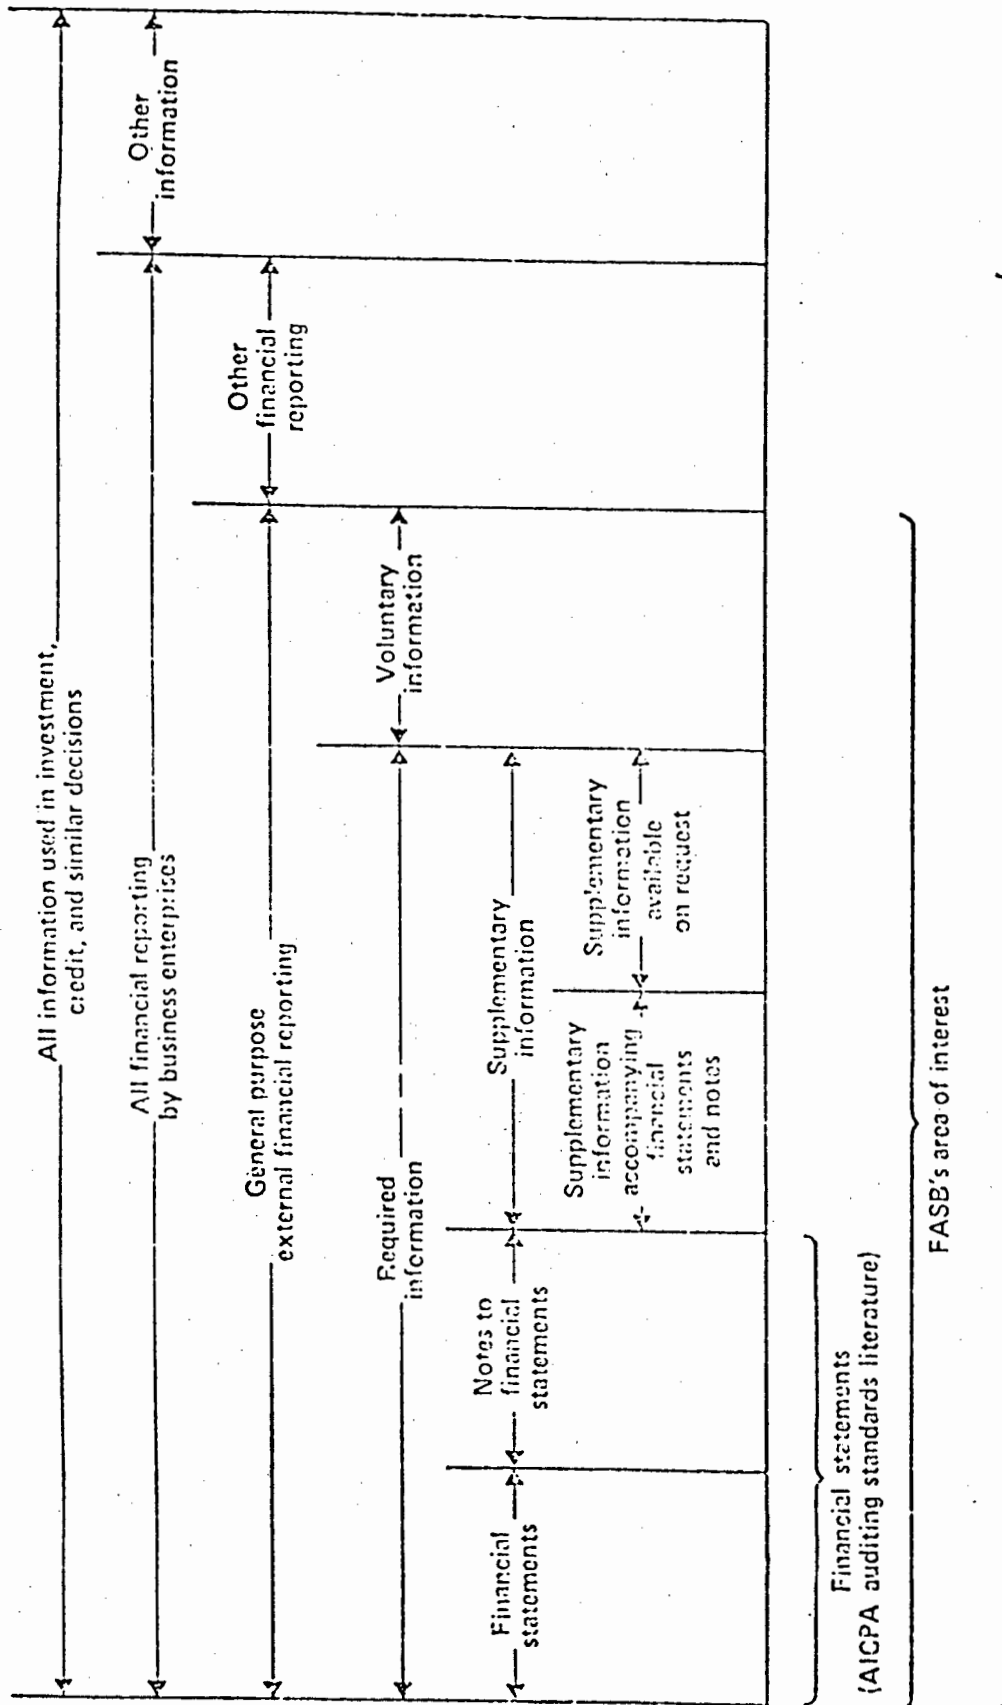 All information used in investment,
credit, and similar decisions
All financial reporting
by business enterprises
Other
information
General purpose
external financial reporting
Other
financial
reporting
Required
information
Voluntary
information
Financial
statements
Notes to
financial
statements
Supplementary
information
Supplementary
information
accompanying
financial
statements
and notes
Supplementary
information
available
on request
Financial statements
(AICPA auditing standards literature)
FASB's area of interest